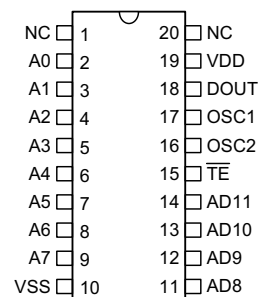 NC 1 20 NC
A0 2 19 VDD
A1 3 18 DOUT
A2 4 17 OSC1
A3 5 16 OSC2
A4 6 15 T̅E̅
A5 7 14 AD11
A6 8 13 AD10
A7 9 12 AD9
VSS 10 11 AD8